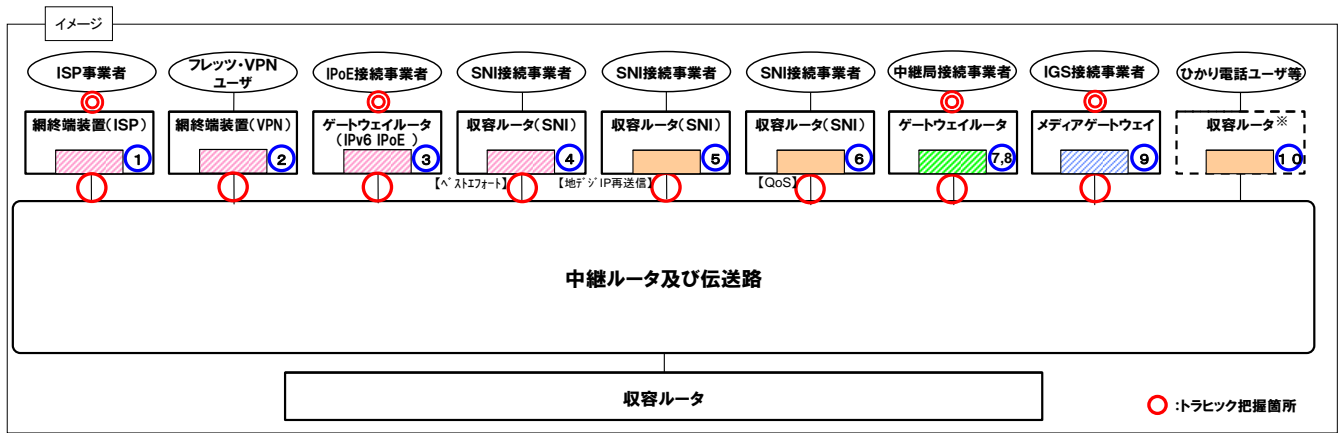 イメージ
ISP事業者
フレッツ・VPN
ユーザ
IPoE接続事業者
SNI接続事業者
SNI接続事業者
SNI接続事業者
中継局接続事業者
IGS接続事業者
ひかり電話ユーザ等
網終端装置(ISP)
網終端装置(VPN)
ゲートウェイルータ
(IPv6 IPoE)
収容ルータ(SNI)
収容ルータ(SNI)
収容ルータ(SNI)
ゲートウェイルータ
メディアゲートウェイ
収容ルータ※
1
2
3
4
5
6
7,8
9
10
【ベストエフォート】
【地デジIP再送信】
【QoS】
中継ルータ及び伝送路
収容ルータ
:トラヒック把握箇所